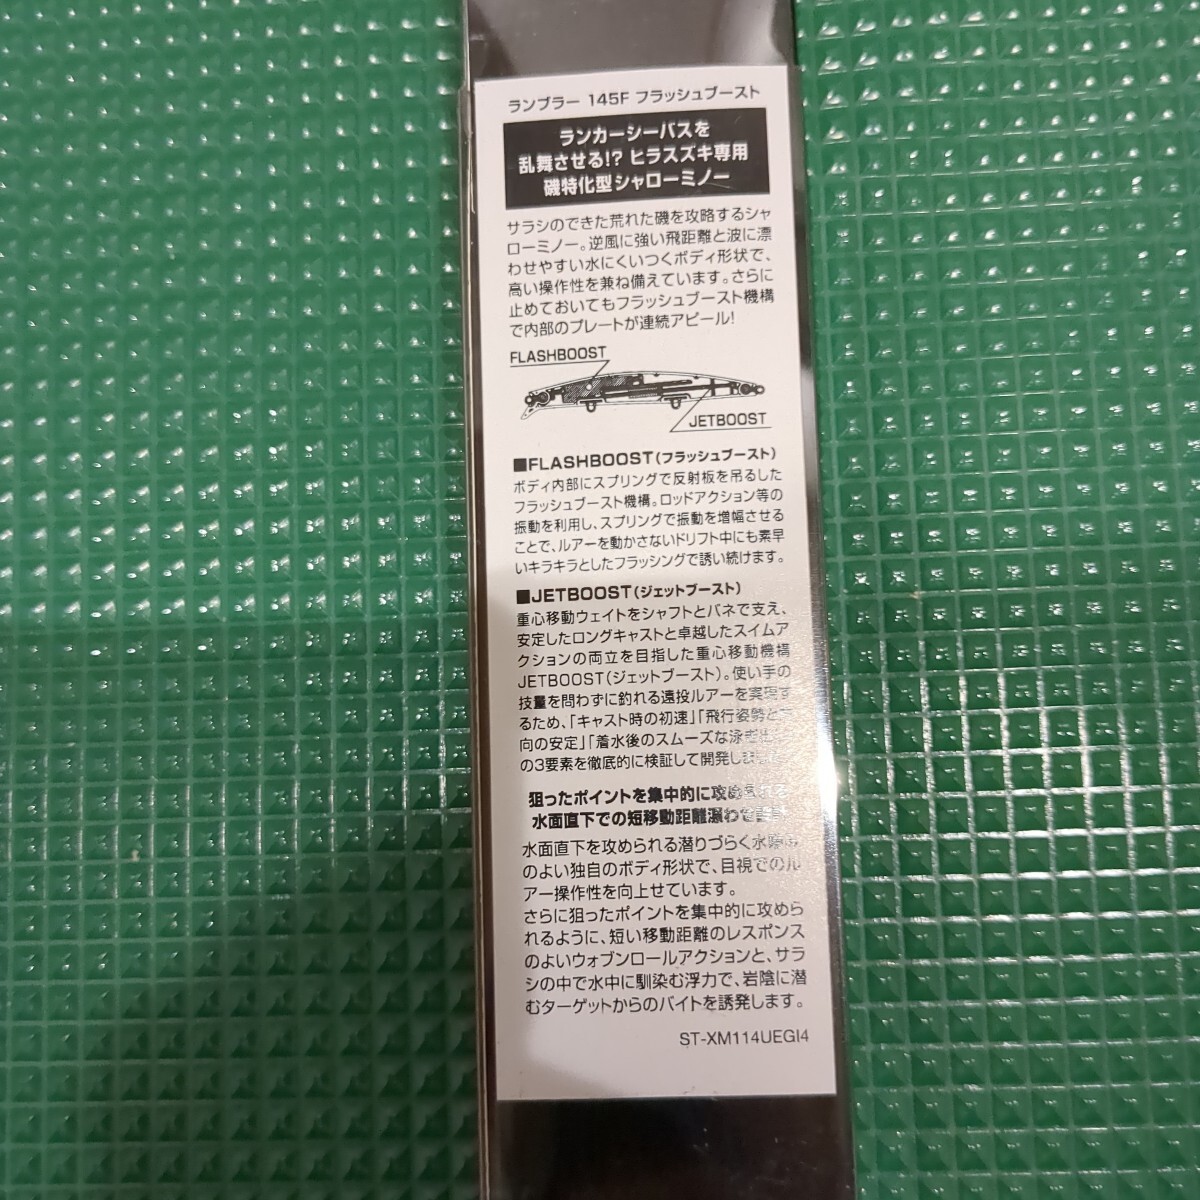 ランブラー 145F フラッシュブースト
ランカーシーバスを
乱舞させる!? ヒラスズキ専用
磯特化型シャローミノー
サラシのできた荒れた磯を攻略するシャ
ローミノー。逆風に強い飛距離と波に漂
わせやすい水にくいつくボディ形状で、
高い操作性を兼ね備えています。さらに
止めておいてもフラッシュブースト機構
で内部のプレートが連続アピール!
FLASHBOOST
JETBOOST
■FLASHBOOST(フラッシュブースト)
ボディ内部にスプリングで反射板を吊るした
フラッシュブースト機構。ロッドアクション等の
振動を利用し、スプリングで振動を増幅させる
ことで、ルアーを動かさないドリフト中にも素早
いキラキラとしたフラッシングで誘い続けます。
■JETBOOST(ジェットブースト)
重心移動ウェイトをシャフトとバネで支え、
安定したロングキャストと卓越したスイムア
クションの両立を目指した重心移動機構
JETBOOST(ジェットブースト)。使い手の
技量を問わずに釣れる遠投ルアーを実現す
るため、「キャスト時の初速」「飛行姿勢と
向の安定」「着水後のスムーズな泳
の3要素を徹底的に検証して開発し
狙ったポイントを集中的に攻め
水面直下での短移動距離漂わせ
水面直下を攻められる潜りづらく水
のよい独自のボディ形状で、目視でのル
アー操作性を向上せています。
さらに狙ったポイントを集中的に攻めら
れるように、短い移動距離のレスポンス
のよいウォブンロールアクションと、サラ
シの中で水中に馴染む浮力で、岩陰に潜
むターゲットからのバイトを誘発します。
ST-XM114UEGI4